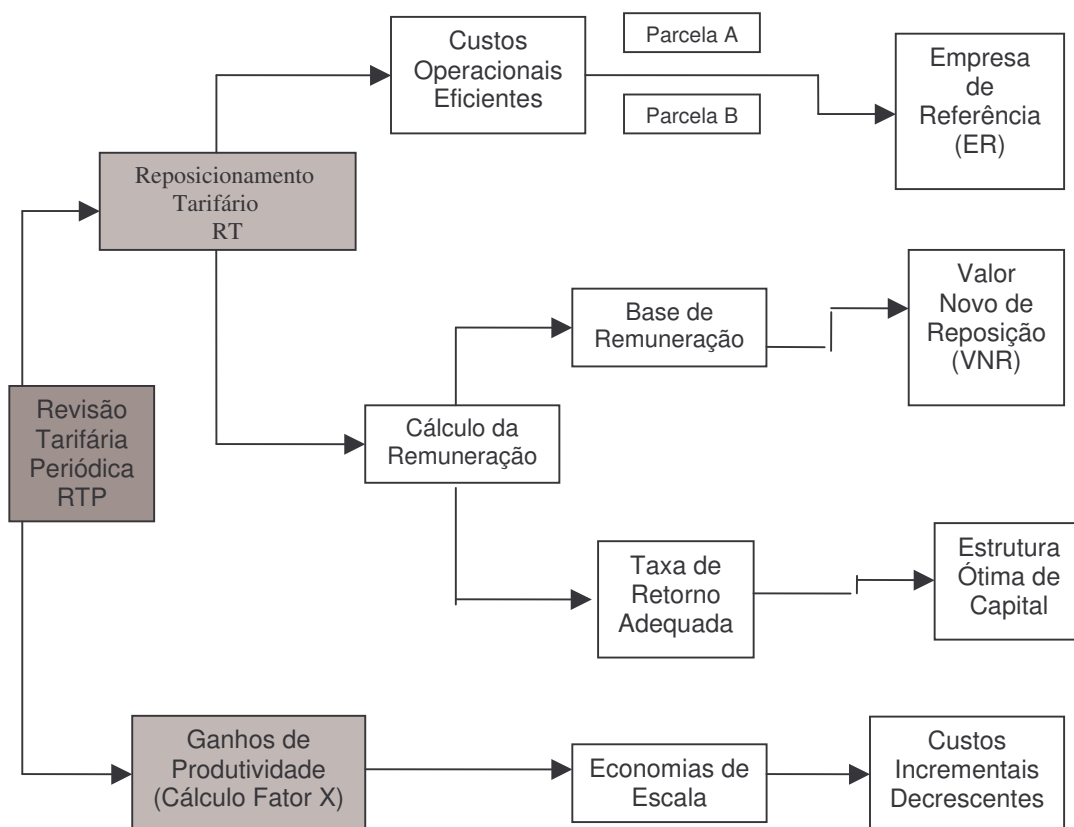 Custos
Operacionais
Eficientes
Parcela A
Parcela B
Empresa
de
Referência
(ER)
Reposicionamento
Tarifário
RT
Base de
Remuneração
Valor
Novo de
Reposição
(VNR)
Revisão
Tarifária
Periódica
RTP
Cálculo da
Remuneração
Taxa de
Retorno
Adequada
Estrutura
Ótima de
Capital
Ganhos de
Produtividade
(Cálculo Fator X)
Economias de
Escala
Custos
Incrementais
Decrescentes